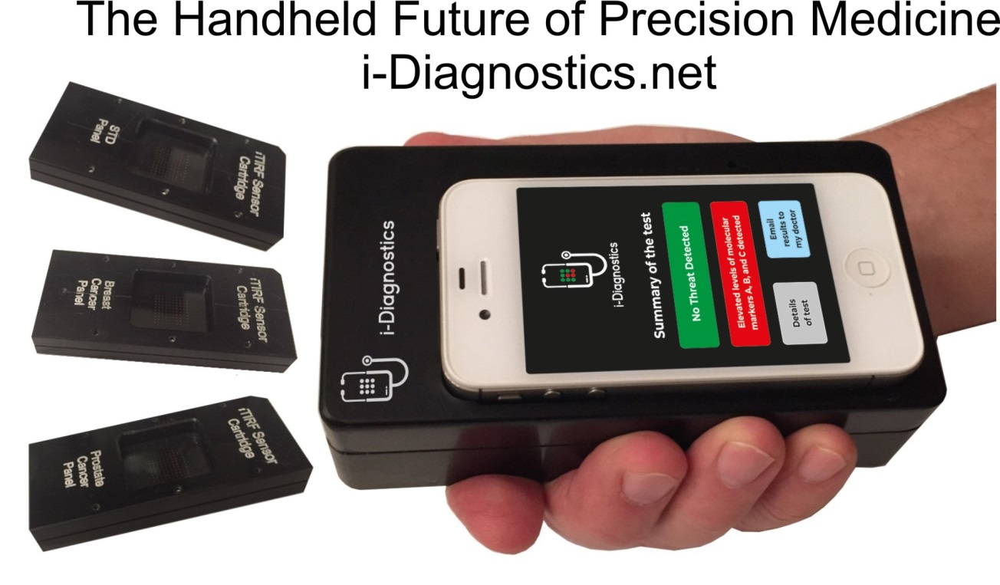 The Handheld Future of Precision Medicine
i-Diagnostics.net
STD
Panel
iTIRF Sensor
Cartridge
Breast
Cancer
Panel
iTIRF Sensor
Cartridge
Prostate
Cancer
Panel
iTIRF Sensor
Cartridge
i-Diagnostics
i-Diagnostics
Summary of the test
No Threat Detected
Elevated levels of molecular
markers A, B, and C detected
Email
results to
my doctor
Details
of test